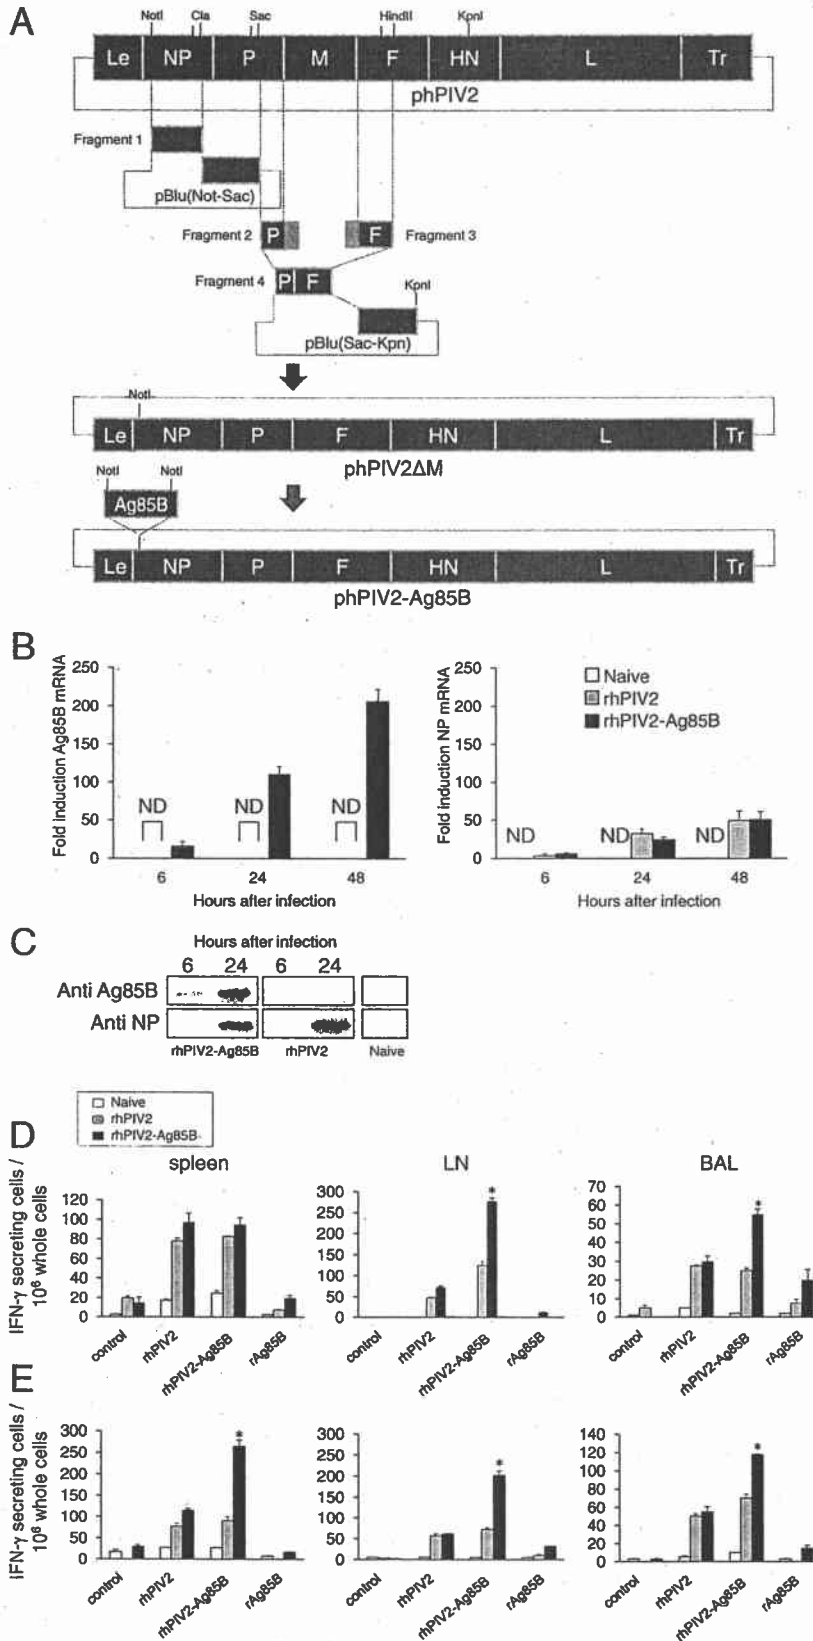 A
NotI Cla Sac HindIII KpnI
Le NP P M F HN L Tr
phPIV2
Fragment 1
pBlu(Not-Sac)
Fragment 2 P F Fragment 3
Fragment 4 P F
KpnI
pBlu(Sac-Kpn)
NotI
Le NP P F HN L Tr
phPIV2ΔM
NotI NotI
Ag85B
Le NP P F HN L Tr
phPIV2-Ag85B
B
Fold induction Ag85B mRNA
250
200
150
100
50
0
ND ND ND
6 24 48
Hours after infection
Fold induction NP mRNA
250
200
150
100
50
0
Naive
rhPIV2
rhPIV2-Ag85B
ND ND ND
6 24 48
Hours after infection
C
Hours after infection
6 24 6 24
Anti Ag85B
Anti NP
rhPIV2-Ag85B rhPIV2 Naive
Naive
rhPIV2
rhPIV2-Ag85B
D
IFN-γ secreting cells /
10⁶ whole cells
spleen
120
100
80
60
40
20
0
control rhPIV2 rhPIV2-Ag85B rAg85B
LN
300
250
200
150
100
50
0
*
control rhPIV2 rhPIV2-Ag85B rAg85B
BAL
70
60
50
40
30
20
10
0
*
control rhPIV2 rhPIV2-Ag85B rAg85B
E
IFN-γ secreting cells /
10⁶ whole cells
300
250
200
150
100
50
0
*
control rhPIV2 rhPIV2-Ag85B rAg85B
300
250
200
150
100
50
0
*
control rhPIV2 rhPIV2-Ag85B rAg85B
140
120
100
80
60
40
20
0
*
control rhPIV2 rhPIV2-Ag85B rAg85B